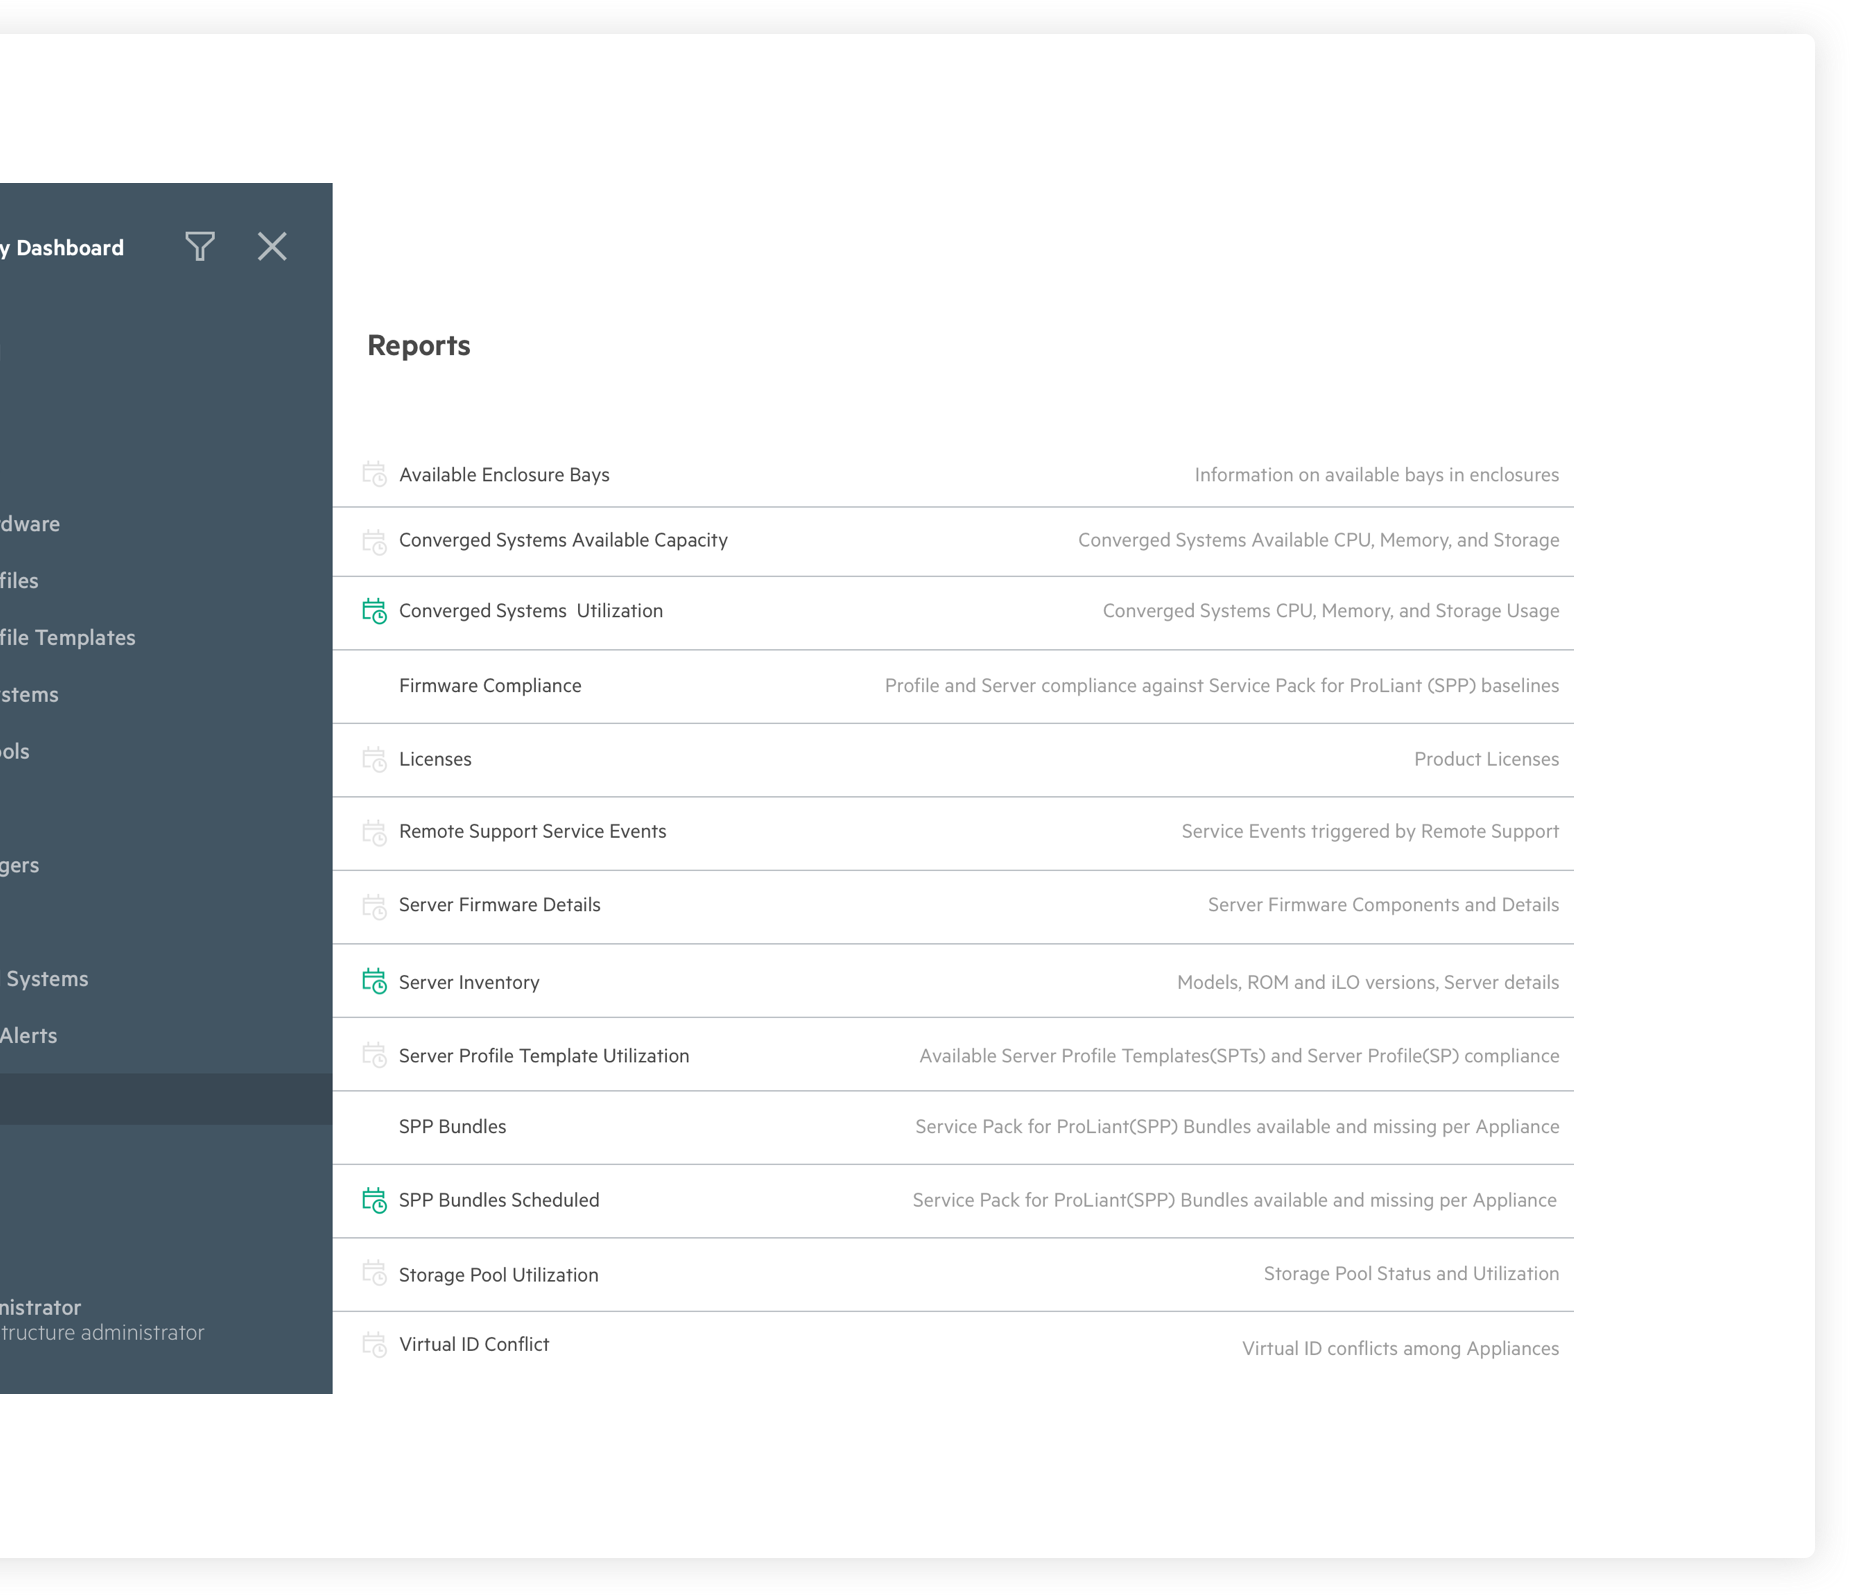 y Dashboard
dware
files
file Templates
stems
ols
gers
Systems
Alerts
nistrator
tructure administrator
Reports
Available Enclosure Bays Information on available bays in enclosures
Converged Systems Available Capacity Converged Systems Available CPU, Memory, and Storage
Converged Systems Utilization Converged Systems CPU, Memory, and Storage Usage
Firmware Compliance Profile and Server compliance against Service Pack for ProLiant (SPP) baselines
Licenses Product Licenses
Remote Support Service Events Service Events triggered by Remote Support
Server Firmware Details Server Firmware Components and Details
Server Inventory Models, ROM and iLO versions, Server details
Server Profile Template Utilization Available Server Profile Templates(SPTs) and Server Profile(SP) compliance
SPP Bundles Service Pack for ProLiant(SPP) Bundles available and missing per Appliance
SPP Bundles Scheduled Service Pack for ProLiant(SPP) Bundles available and missing per Appliance
Storage Pool Utilization Storage Pool Status and Utilization
Virtual ID Conflict Virtual ID conflicts among Appliances